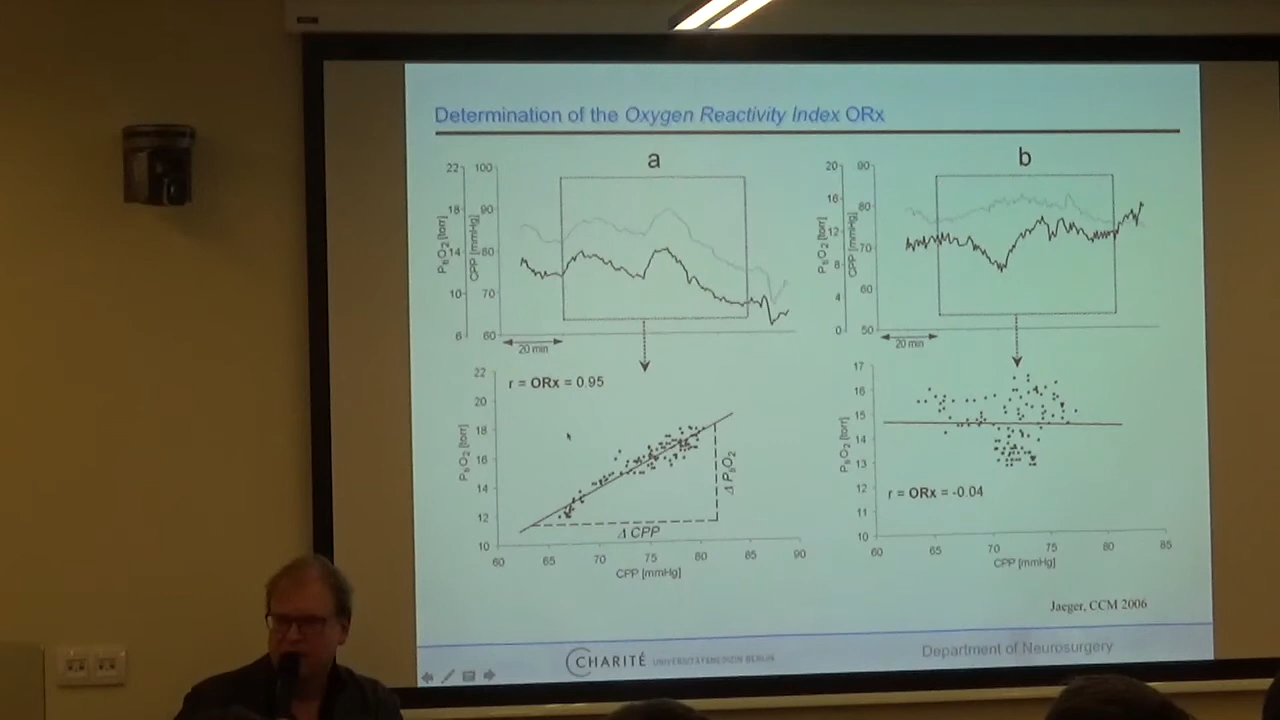 Determination of the Oxygen Reactivity Index ORx
a
b
22
18
14
10
6
PBO2 [torr]
100
90
80
70
60
CPP [mmHg]
20 min
20
16
12
8
4
0
PBO2 [torr]
90
80
70
60
50
CPP [mmHg]
20 min
r = ORx = 0.95
22
20
18
16
14
12
10
PBO2 [torr]
Δ PBO2
Δ CPP
60 65 70 75 80 85 90
CPP [mmHg]
17
16
15
14
13
12
11
10
PBO2 [torr]
r = ORx = -0.04
60 65 70 75 80 85
CPP [mmHg]
Jaeger, CCM 2006
CHARITÉ UNIVERSITÄTSMEDIZIN BERLIN
Department of Neurosurgery